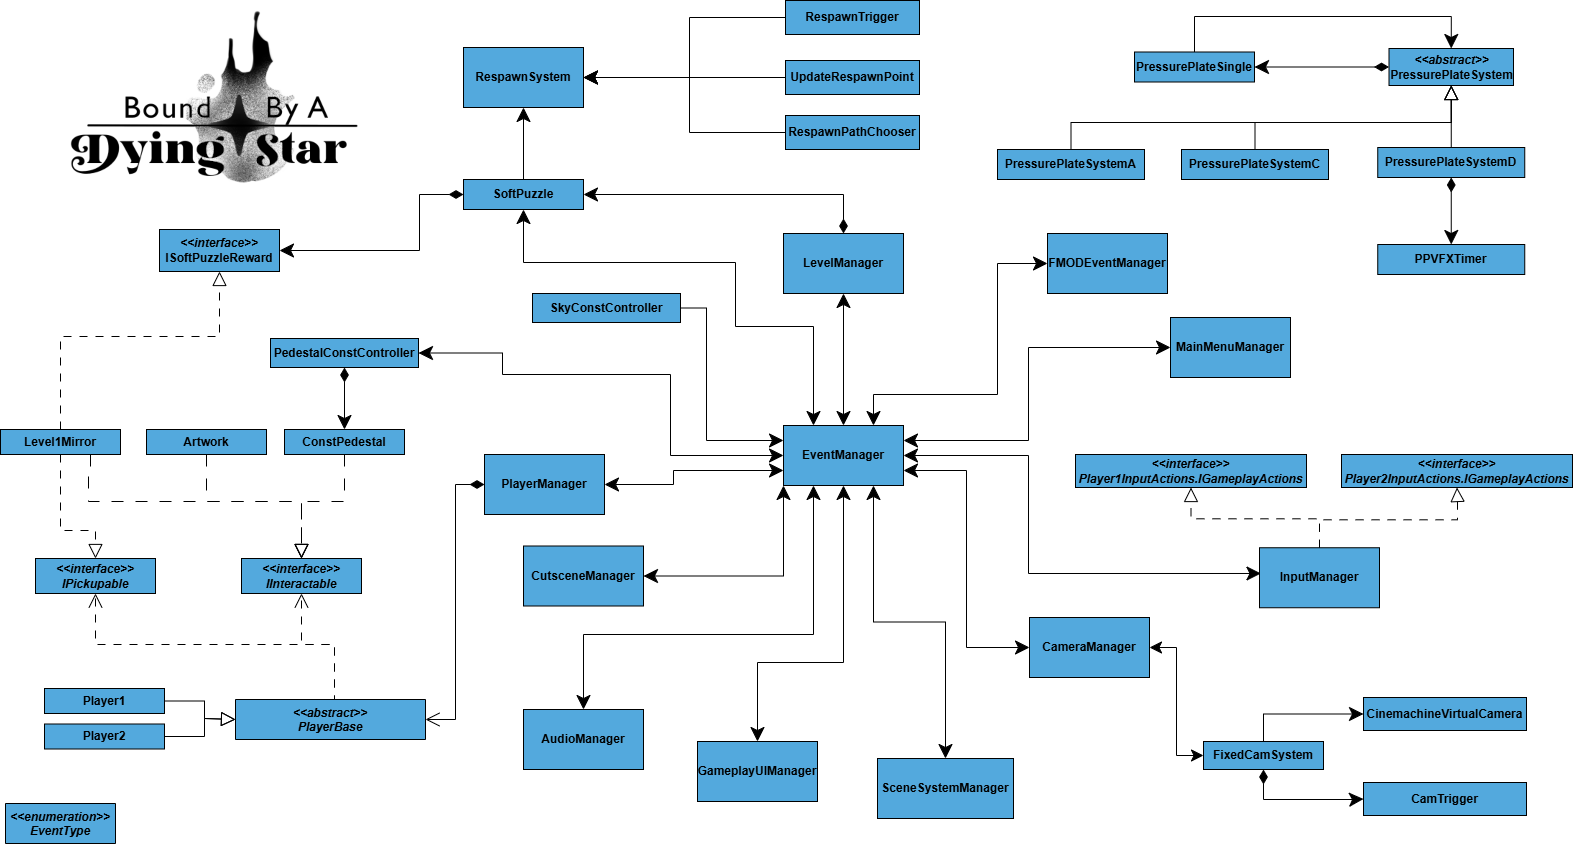 Bound By A
Dying Star
RespawnSystem
RespawnTrigger
UpdateRespawnPoint
RespawnPathChooser
PressurePlateSingle
<<abstract>>
PressurePlateSystem
PressurePlateSystemA
PressurePlateSystemC
PressurePlateSystemD
PPVFXTimer
SoftPuzzle
<<interface>>
ISoftPuzzleReward
LevelManager
FMODEventManager
SkyConstController
PedestalConstController
MainMenuManager
Level1Mirror
Artwork
ConstPedestal
EventManager
PlayerManager
<<interface>>
Player1InputActions.IGameplayActions
<<interface>>
Player2InputActions.IGameplayActions
<<interface>>
IPickupable
<<interface>>
IInteractable
CutsceneManager
InputManager
CameraManager
Player1
Player2
<<abstract>>
PlayerBase
AudioManager
GameplayUIManager
SceneSystemManager
CinemachineVirtualCamera
FixedCamSystem
CamTrigger
<<enumeration>>
EventType